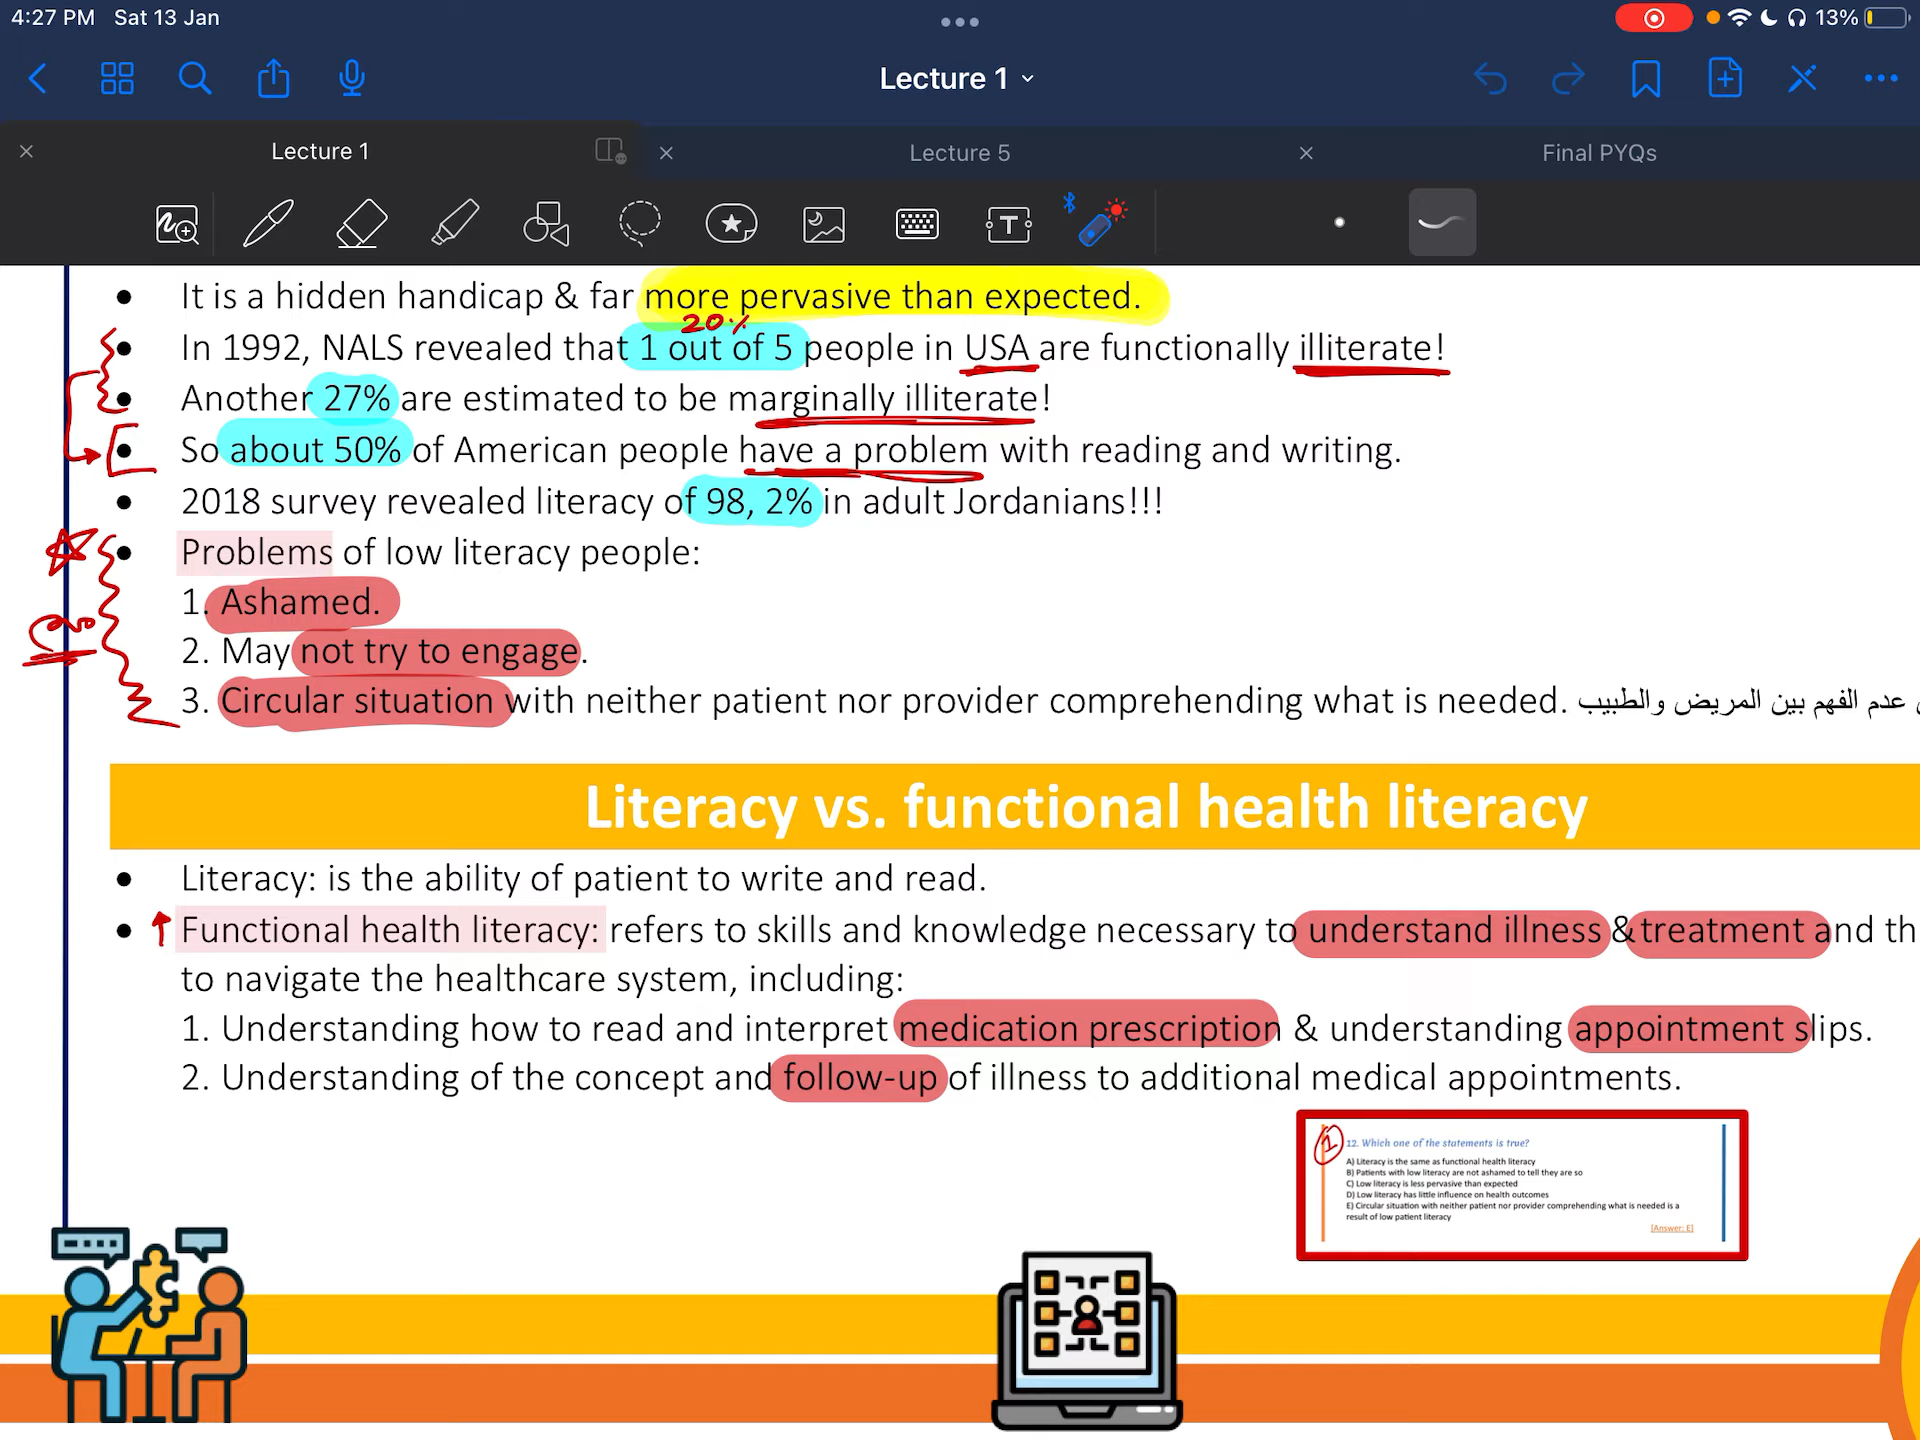 4:27 PM Sat 13 Jan
13%
Lecture 1
Lecture 1
Lecture 5
Final PYQs
T
• It is a hidden handicap & far more pervasive than expected.
20%
• In 1992, NALS revealed that 1 out of 5 people in USA are functionally illiterate!
• Another 27% are estimated to be marginally illiterate!
• So about 50% of American people have a problem with reading and writing.
• 2018 survey revealed literacy of 98, 2% in adult Jordanians!!!
• Problems of low literacy people:
1. Ashamed.
2. May not try to engage.
3. Circular situation with neither patient nor provider comprehending what is needed. عدم الفهم بين المريض والطبيب
Literacy vs. functional health literacy
• Literacy: is the ability of patient to write and read.
• Functional health literacy: refers to skills and knowledge necessary to understand illness & treatment and th
to navigate the healthcare system, including:
1. Understanding how to read and interpret medication prescription & understanding appointment slips.
2. Understanding of the concept and follow-up of illness to additional medical appointments.
12. Which one of the statements is true?
A) Literacy is the same as functional health literacy
B) Patients with low literacy are not ashamed to tell they are so
C) Low literacy is less pervasive than expected
D) Low literacy has little influence on health outcomes
E) Circular situation with neither patient nor provider comprehending what is needed is a
result of low patient literacy
[Answer: E]